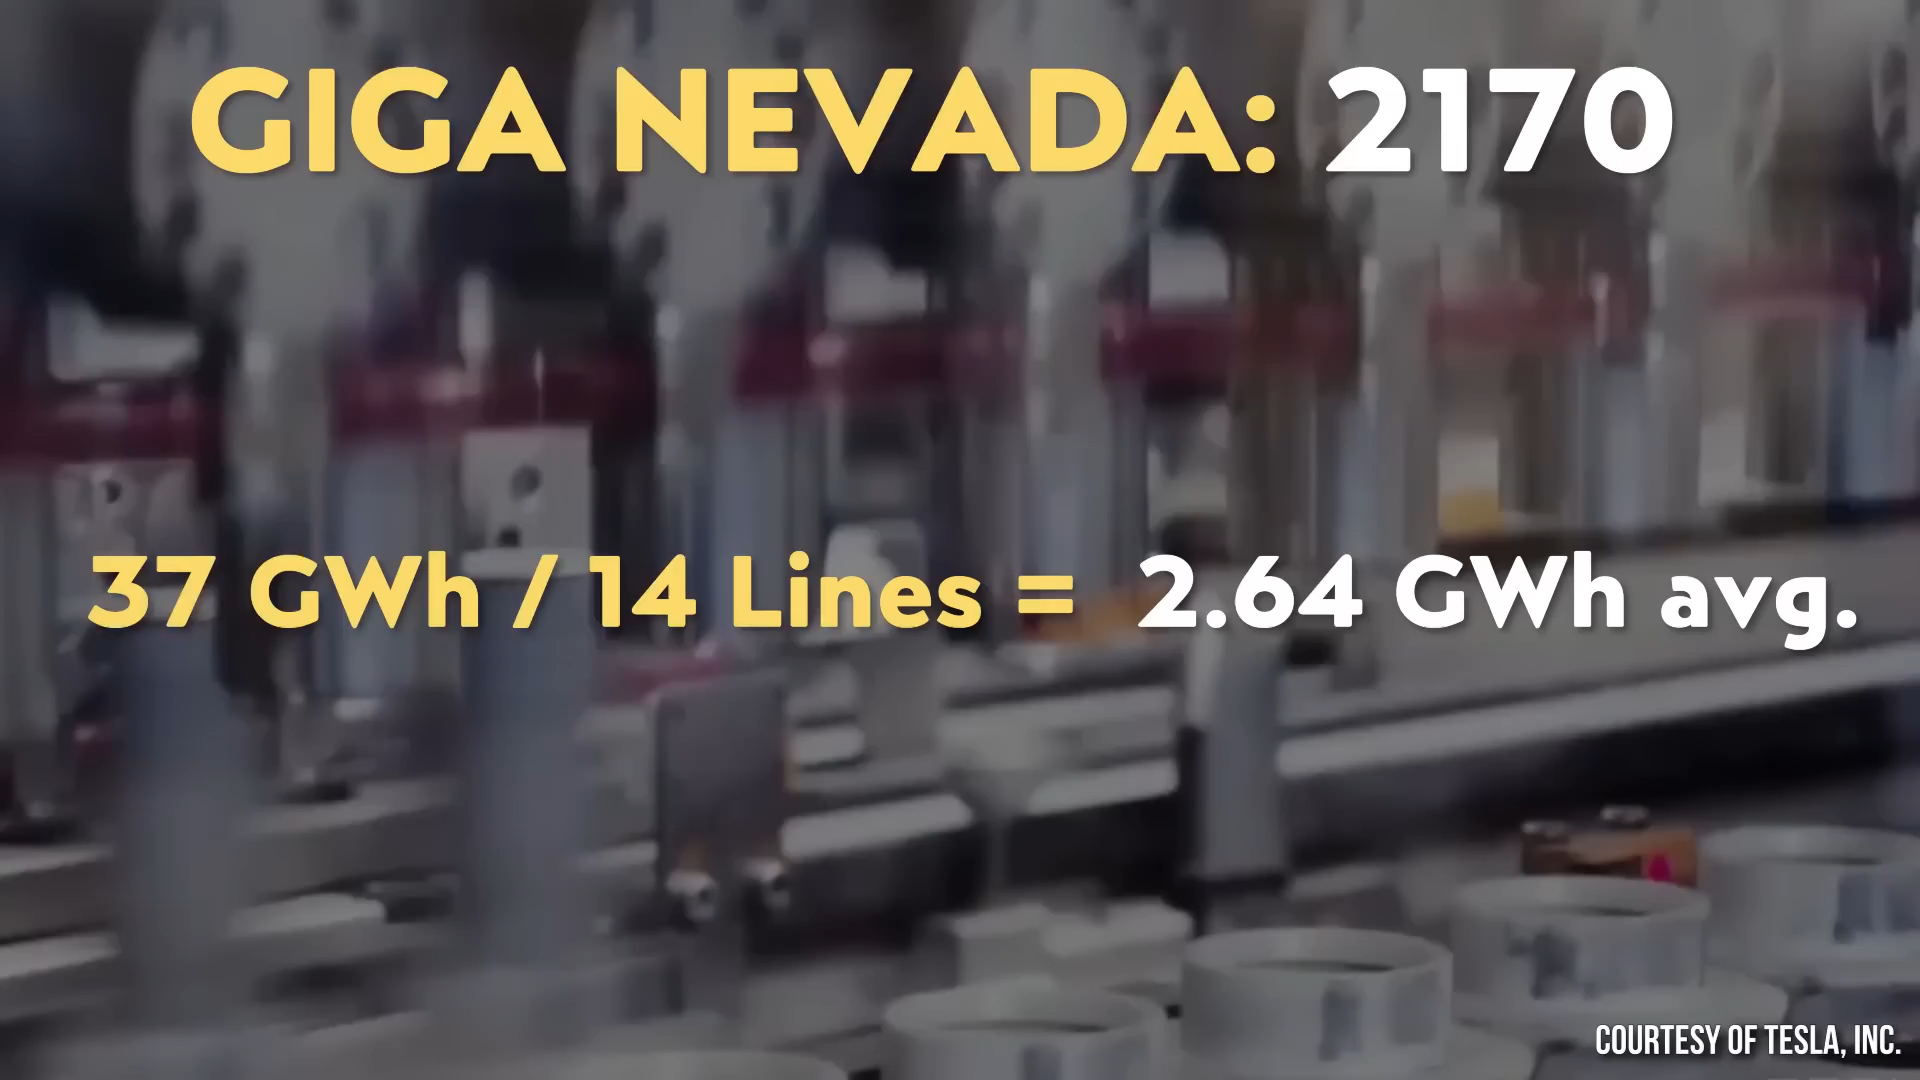 GIGA NEVADA: 2170
37 GWh / 14 Lines = 2.64 GWh avg.
COURTESY OF TESLA, INC.